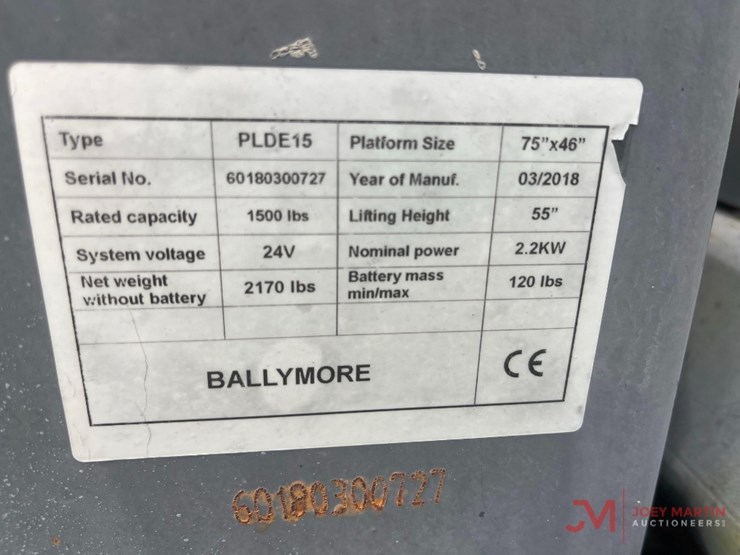 Type PLDE15 Platform Size 75"x46"
Serial No. 60180300727 Year of Manuf. 03/2018
Rated capacity 1500 lbs Lifting Height 55"
System voltage 24V Nominal power 2.2KW
Net weight without battery 2170 lbs Battery mass min/max 120 lbs
BALLYMORE CE
60180300727
JM JOEY MARTIN
AUCTIONEERS